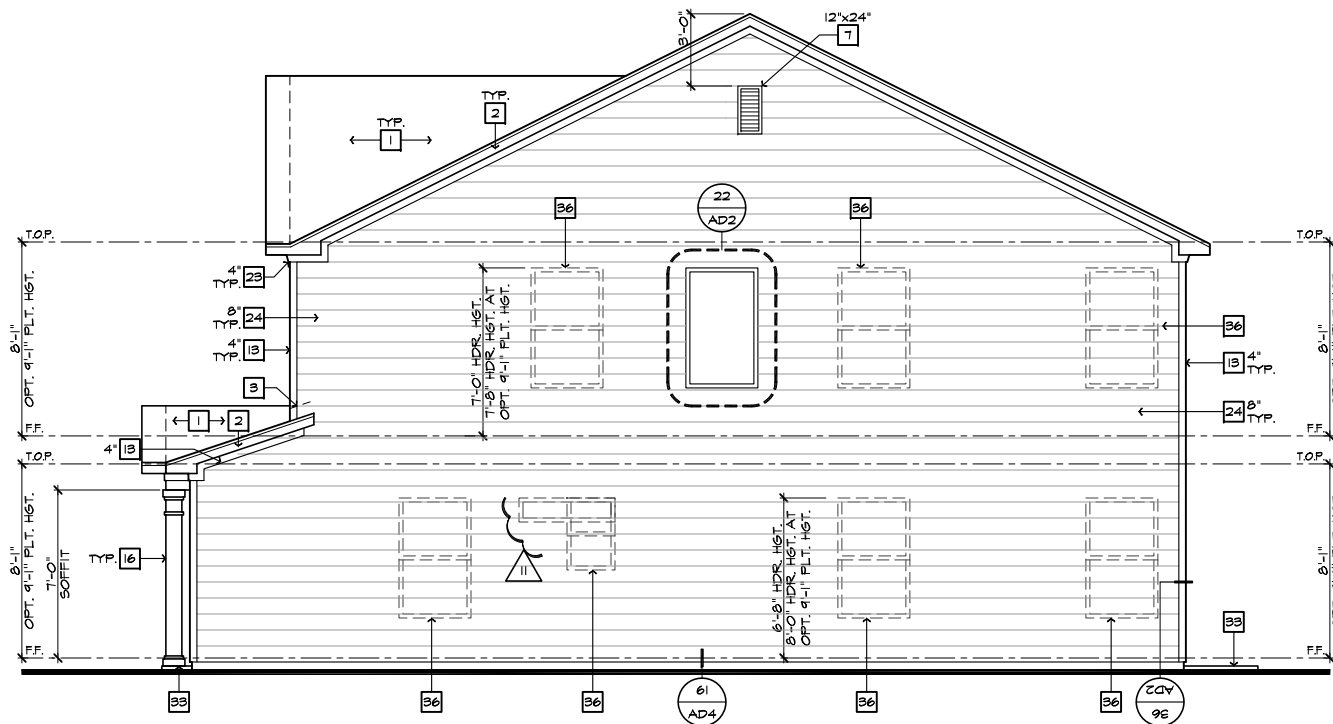 3'-0"
12"x24"
7
TYP.
2
TYP.
1
36
22
AD2
36
T.O.P.
T.O.P.
4"
TYP. 23
8"
TYP. 24
4"
TYP. 13
3
8'-1"
OPT. 9'-1" PLT. HGT.
7'-0" HDR. HGT.
7'-8" HDR. HGT. AT
OPT. 9'-1" PLT. HGT.
36
13 4"
TYP.
24 8"
TYP.
8'-1"
1
2
4" 13
F.F.
F.F.
T.O.P.
T.O.P.
8'-1"
OPT. 9'-1" PLT. HGT.
7'-0"
SOFFIT
TYP. 16
11
6'-8" HDR. HGT.
8'-0" HDR. HGT. AT
OPT. 9'-1" PLT. HGT.
8'-1"
33
F.F.
F.F.
33
36
36
61
AD4
36
36
36
AD2